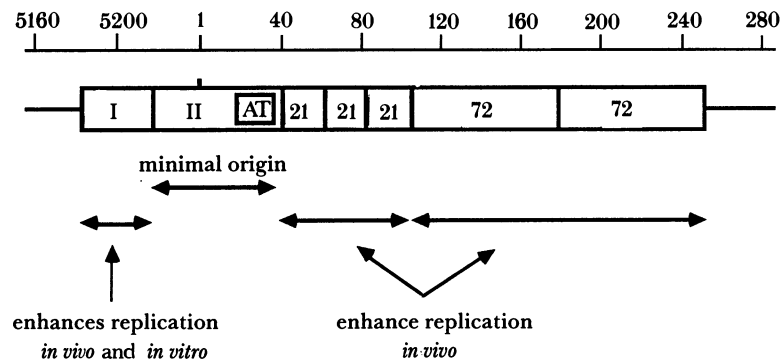 5160 5200 1 40 80 120 160 200 240 280
I II AT 21 21 21 72 72
minimal origin
enhances replication
in vivo and in vitro
enhance replication
in vivo